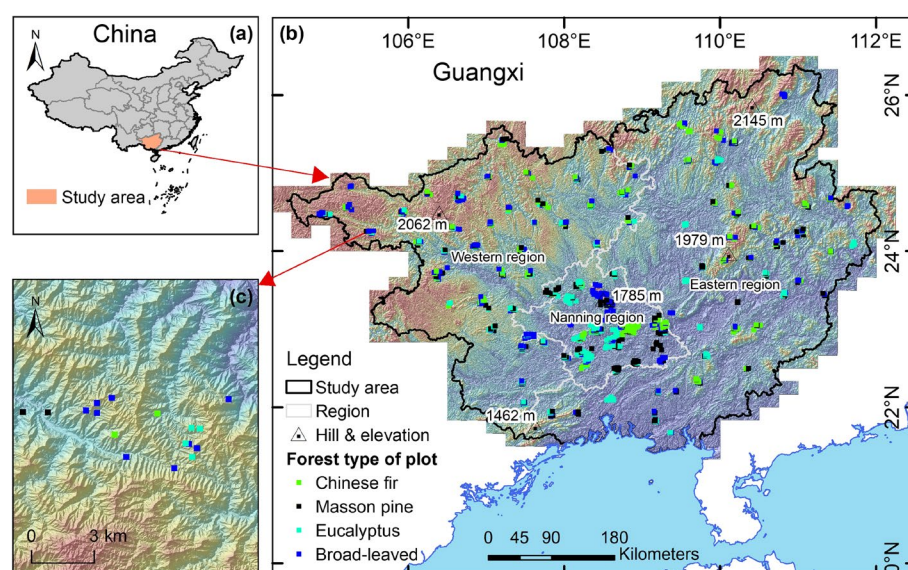 China
(a)
N
Study area
(b)
106°E
108°E
110°E
112°E
Guangxi
26°N
24°N
22°N
20°N
2145 m
2062 m
1979 m
Western region
Eastern region
1785 m
Nanning region
1462 m
(c)
N
0
3 km
Legend
Study area
Region
Hill & elevation
Forest type of plot
Chinese fir
Masson pine
Eucalyptus
Broad-leaved
0 45 90 180
Kilometers